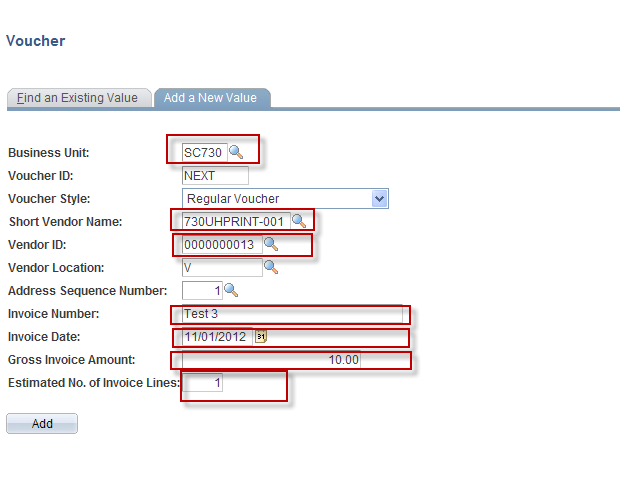 Voucher
Find an Existing Value
Add a New Value
Business Unit: SC730
Voucher ID: NEXT
Voucher Style: Regular Voucher
Short Vendor Name: 730UHPRINT-001
Vendor ID: 0000000013
Vendor Location: V
Address Sequence Number: 1
Invoice Number: Test 3
Invoice Date: 11/01/2012 31
Gross Invoice Amount: 10.00
Estimated No. of Invoice Lines: 1
Add